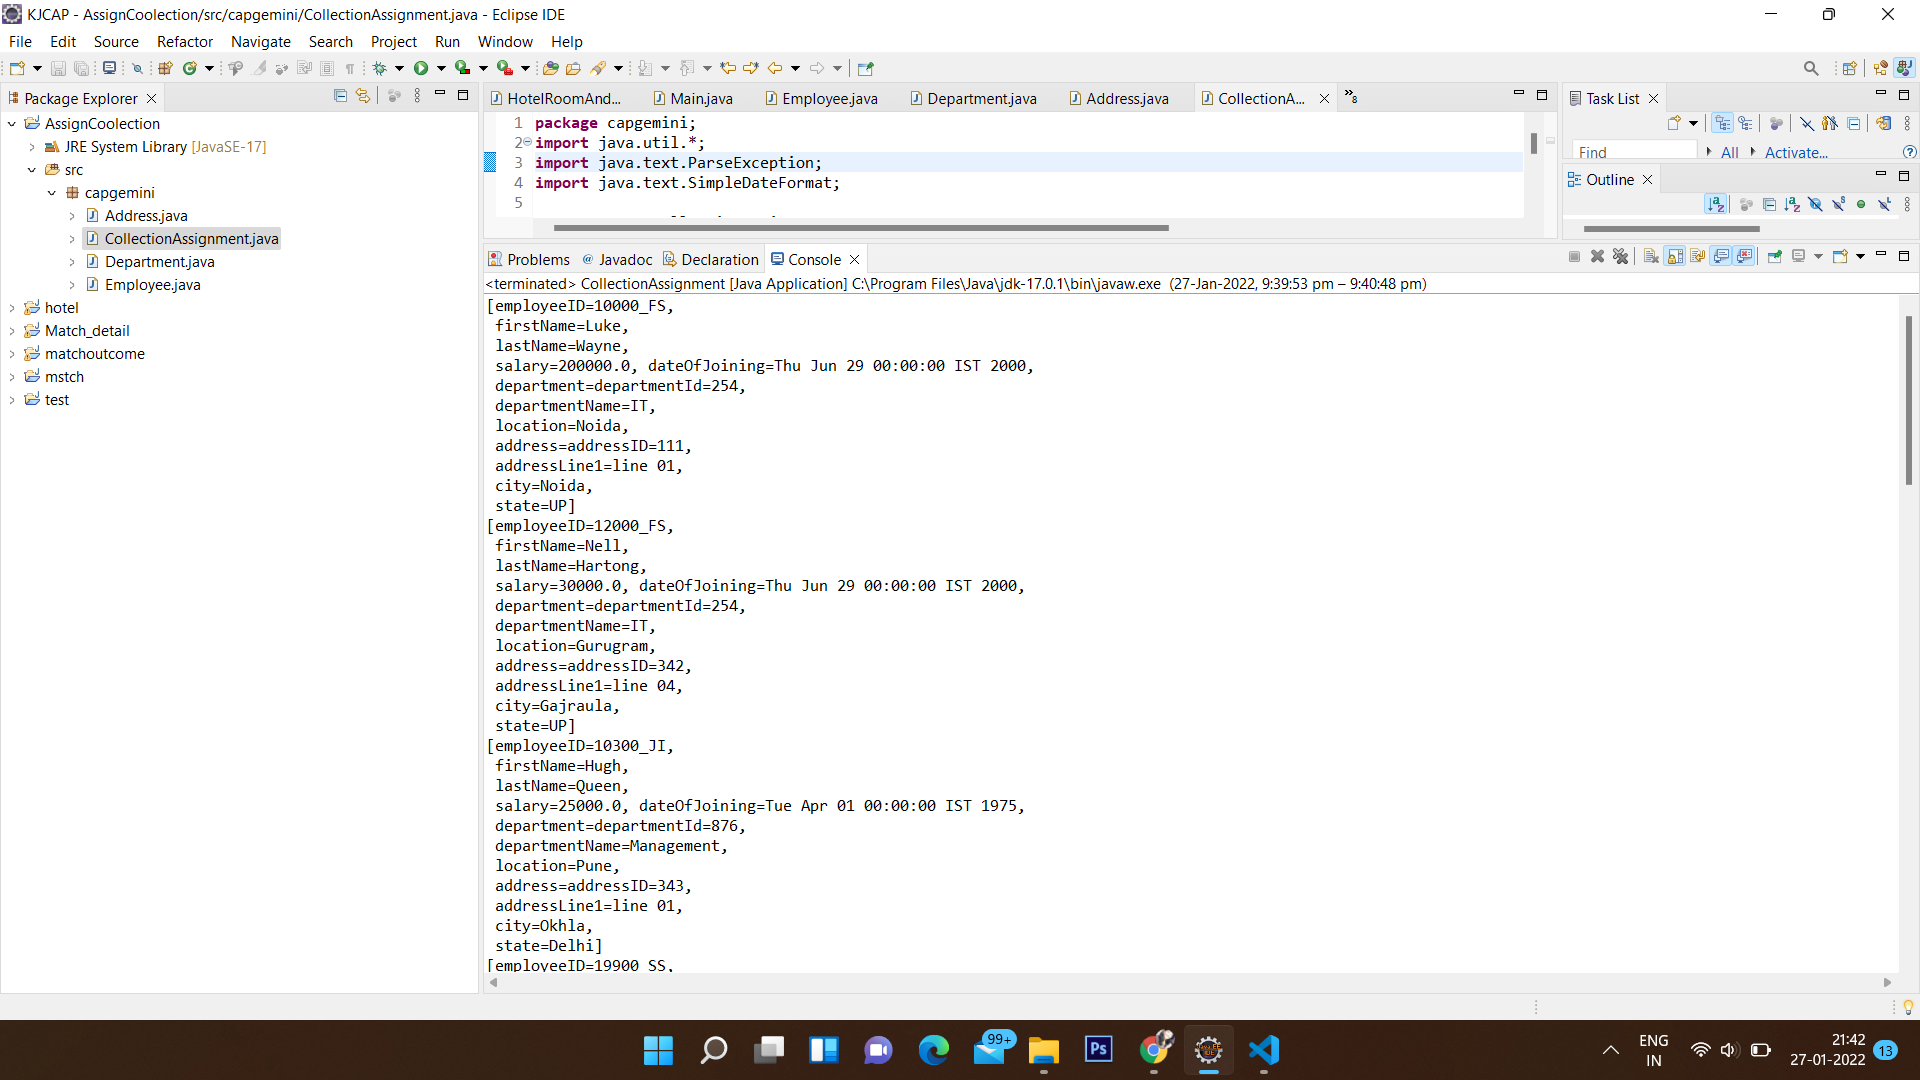 KJCAP - AssignCoolection/src/capgemini/CollectionAssignment.java - Eclipse IDE
File Edit Source Refactor Navigate Search Project Run Window Help
Package Explorer
AssignCoolection
JRE System Library [JavaSE-17]
src
capgemini
Address.java
CollectionAssignment.java
Department.java
Employee.java
hotel
Match_detail
matchoutcome
mstch
test
HotelRoomAnd... Main.java Employee.java Department.java Address.java CollectionA... »8
1 package capgemini;
2 import java.util.*;
3 import java.text.ParseException;
4 import java.text.SimpleDateFormat;
5
Task List
Find All Activate...
Outline
Problems Javadoc Declaration Console
<terminated> CollectionAssignment [Java Application] C:\Program Files\Java\jdk-17.0.1\bin\javaw.exe (27-Jan-2022, 9:39:53 pm – 9:40:48 pm)
[employeeID=10000_FS,
firstName=Luke,
lastName=Wayne,
salary=200000.0, dateOfJoining=Thu Jun 29 00:00:00 IST 2000,
department=departmentId=254,
departmentName=IT,
location=Noida,
address=addressID=111,
addressLine1=line 01,
city=Noida,
state=UP]
[employeeID=12000_FS,
firstName=Nell,
lastName=Hartong,
salary=30000.0, dateOfJoining=Thu Jun 29 00:00:00 IST 2000,
department=departmentId=254,
departmentName=IT,
location=Gurugram,
address=addressID=342,
addressLine1=line 04,
city=Gajraula,
state=UP]
[employeeID=10300_JI,
firstName=Hugh,
lastName=Queen,
salary=25000.0, dateOfJoining=Tue Apr 01 00:00:00 IST 1975,
department=departmentId=876,
departmentName=Management,
location=Pune,
address=addressID=343,
addressLine1=line 01,
city=Okhla,
state=Delhi]
[employeeID=19900_SS,
99+
Ps
ENG
IN
21:42
27-01-2022
13